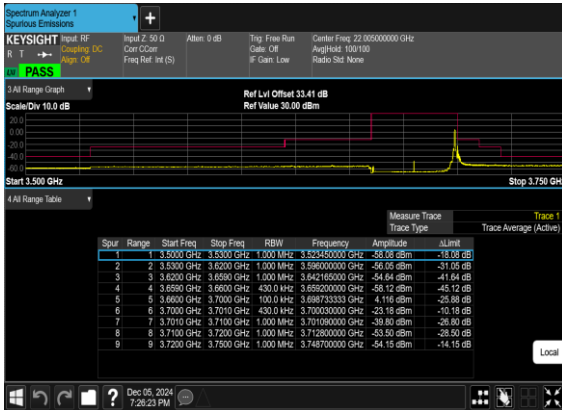 Spectrum Analyzer 1
Spurious Emissions
KEYSIGHT Input: RF Input Z: 50 Ω Atten: 0 dB Trig: Free Run Center Freq: 22.005000000 GHz
R T Coupling: DC Corr CCorr Gate: Off Avg|Hold: 100/100
Align: Off Freq Ref: Int (S) IF Gain: Low Radio Std: None
PASS
3 All Range Graph
Ref Lvl Offset 33.41 dB
Scale/Div 10.0 dB Ref Value 30.00 dBm
20.0
0.00
-20.0
-40.0
-60.0
Start 3.500 GHz Stop 3.750 GHz
4 All Range Table
Measure Trace Trace 1
Trace Type Trace Average (Active)
Spur Range Start Freq Stop Freq RBW Frequency Amplitude ΔLimit
1 1 3.5000 GHz 3.5300 GHz 1.000 MHz 3.523450000 GHz -58.08 dBm -18.08 dB
2 2 3.5300 GHz 3.6200 GHz 1.000 MHz 3.596000000 GHz -56.05 dBm -31.05 dB
3 3 3.6200 GHz 3.6590 GHz 1.000 MHz 3.642165000 GHz -54.64 dBm -41.64 dB
4 4 3.6590 GHz 3.6600 GHz 430.0 kHz 3.659200000 GHz -58.12 dBm -45.12 dB
5 5 3.6600 GHz 3.7000 GHz 100.0 kHz 3.698733333 GHz 4.116 dBm -25.88 dB
6 6 3.7000 GHz 3.7010 GHz 430.0 kHz 3.700030000 GHz -23.18 dBm -10.18 dB
7 7 3.7010 GHz 3.7100 GHz 1.000 MHz 3.701090000 GHz -39.80 dBm -26.80 dB
8 8 3.7100 GHz 3.7200 GHz 1.000 MHz 3.712800000 GHz -53.50 dBm -28.50 dB
9 9 3.7200 GHz 3.7500 GHz 1.000 MHz 3.748700000 GHz -54.15 dBm -14.15 dB
Local
Dec 05, 2024
7:26:23 PM